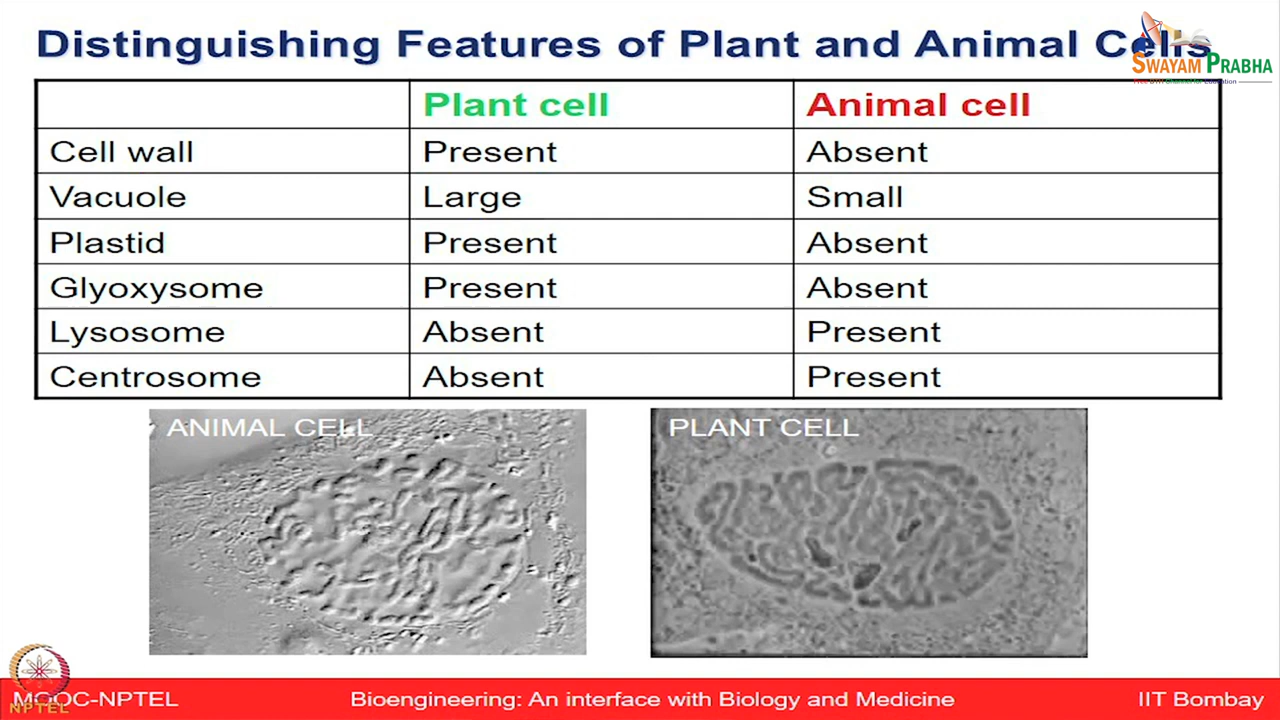 Distinguishing Features of Plant and Animal Cells
SWAYAM PRABHA
Plant cell Animal cell
Cell wall Present Absent
Vacuole Large Small
Plastid Present Absent
Glyoxysome Present Absent
Lysosome Absent Present
Centrosome Absent Present
ANIMAL CELL
PLANT CELL
MOOC-NPTEL Bioengineering: An interface with Biology and Medicine IIT Bombay
NPTEL